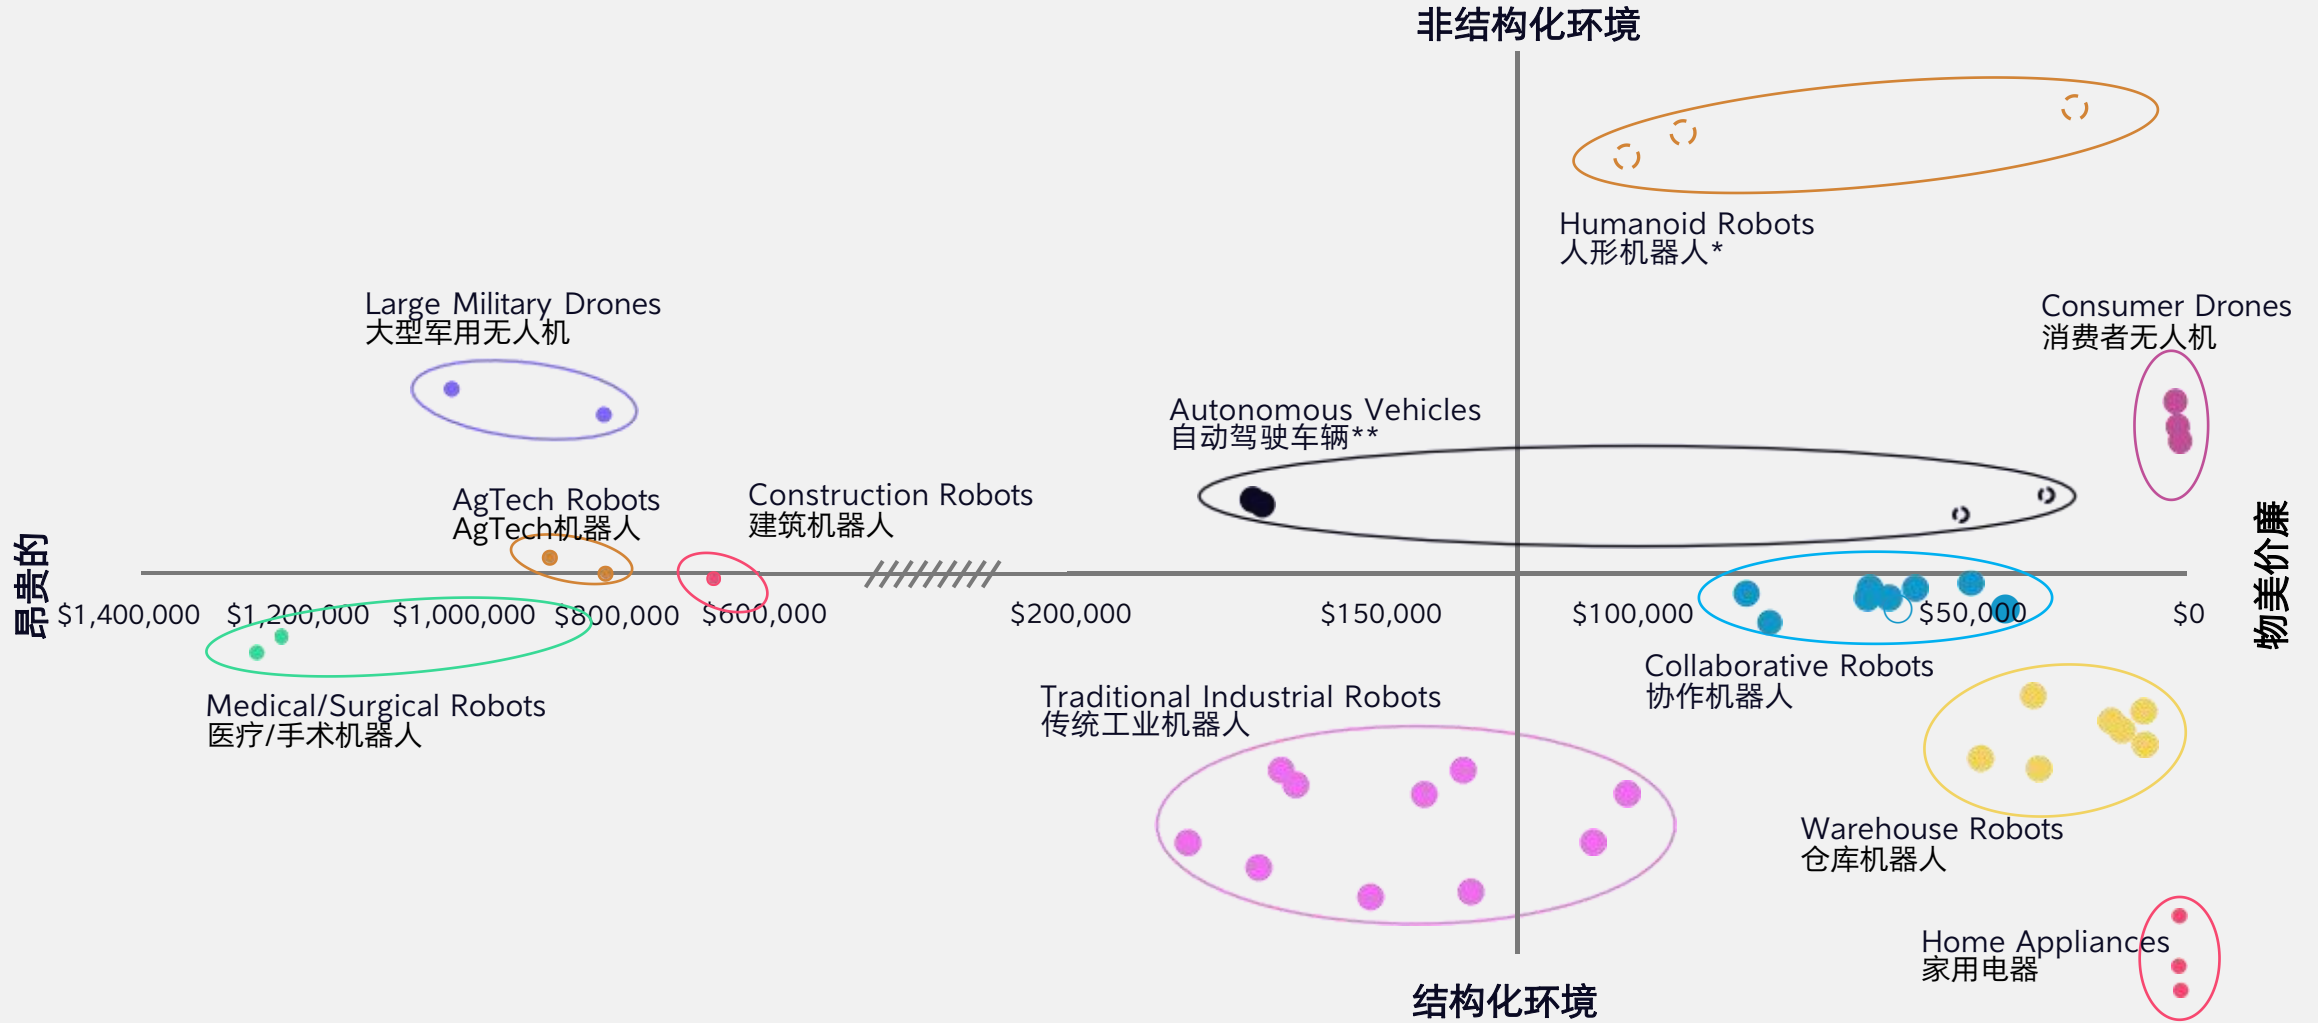 非结构化环境
Humanoid Robots
人形机器人*
Large Military Drones
大型军用无人机
Consumer Drones
消费者无人机
Autonomous Vehicles
自动驾驶车辆**
AgTech Robots
AgTech机器人
Construction Robots
建筑机器人
昂贵的
物美价廉
$1,400,000 $1,200,000 $1,000,000 $800,000 $600,000 $200,000 $150,000 $100,000 $50,000 $0
Medical/Surgical Robots
医疗/手术机器人
Traditional Industrial Robots
传统工业机器人
Collaborative Robots
协作机器人
Warehouse Robots
仓库机器人
Home Appliances
家用电器
结构化环境